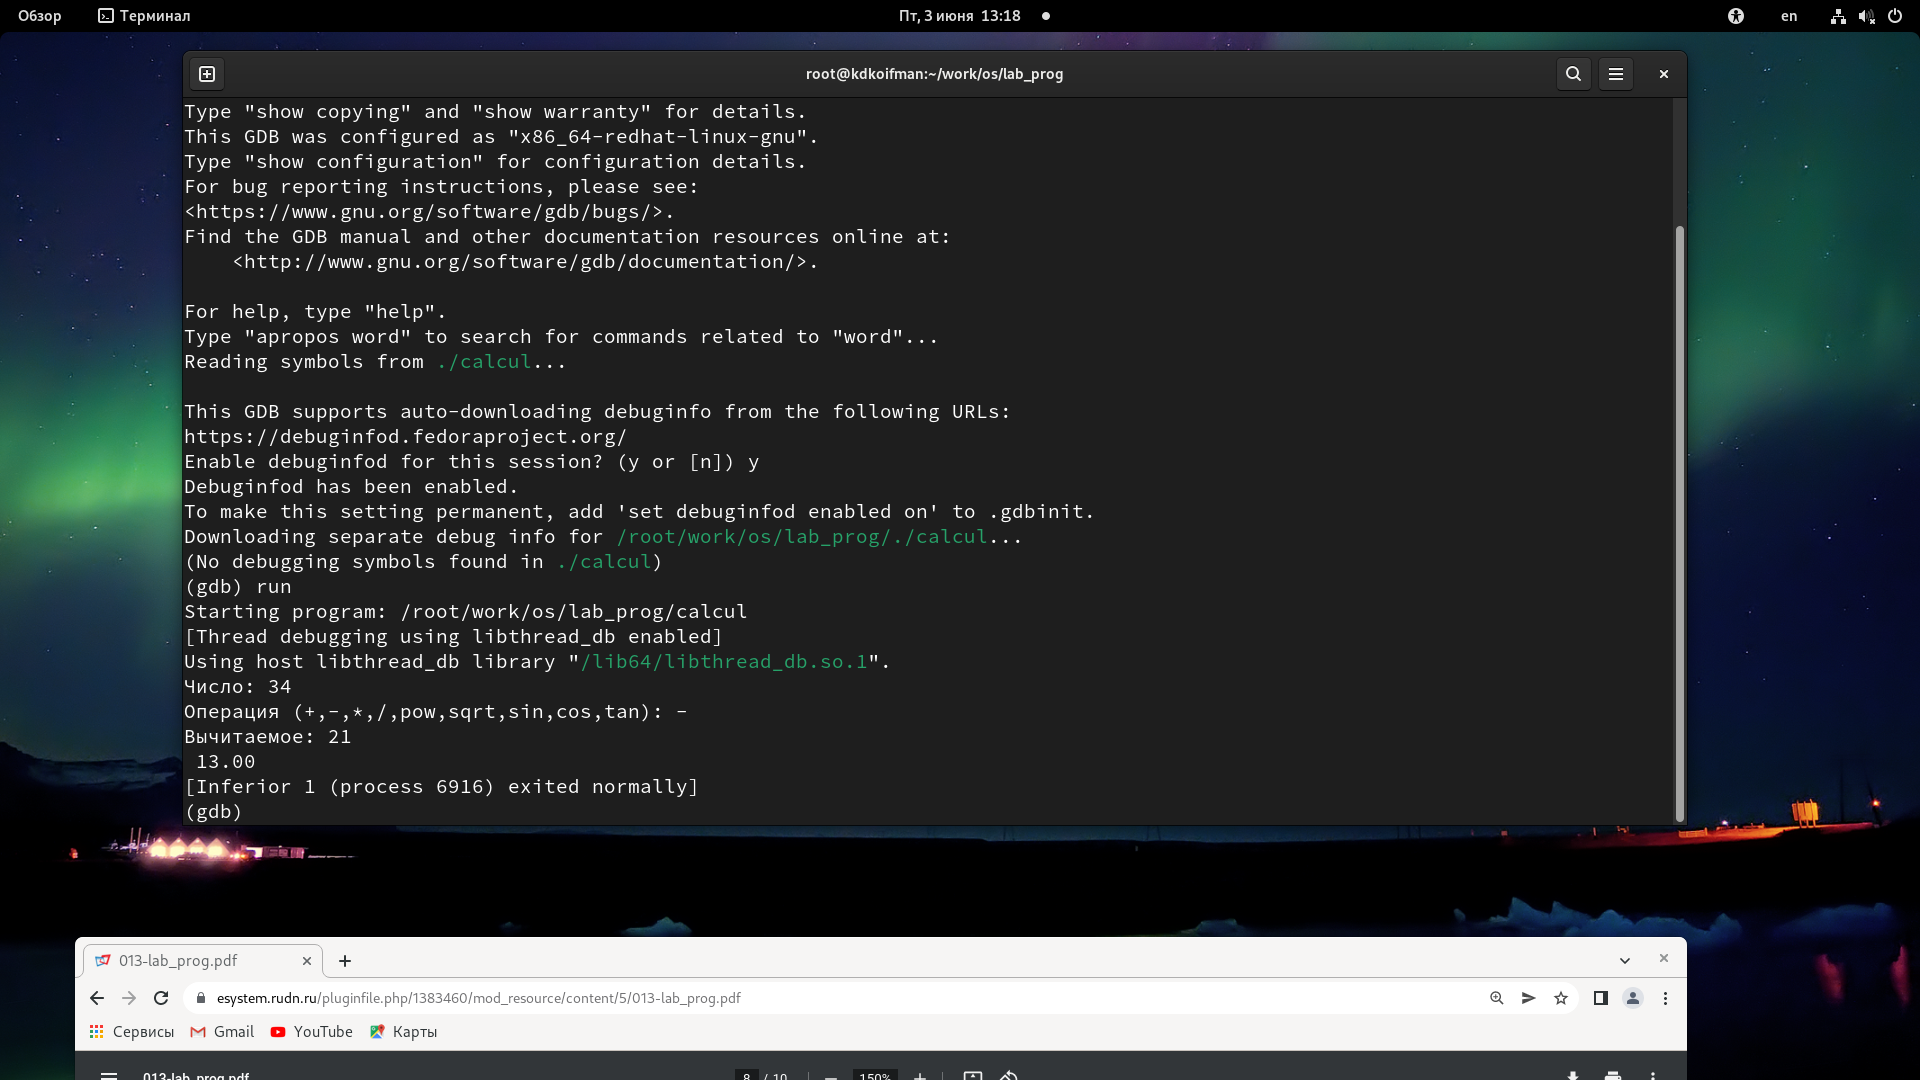 Обзор
Терминал
Пт, 3 июня 13:18
en
root@kdkoifman:~/work/os/lab_prog
Type "show copying" and "show warranty" for details.
This GDB was configured as "x86_64-redhat-linux-gnu".
Type "show configuration" for configuration details.
For bug reporting instructions, please see:
<https://www.gnu.org/software/gdb/bugs/>.
Find the GDB manual and other documentation resources online at:
    <http://www.gnu.org/software/gdb/documentation/>.
For help, type "help".
Type "apropos word" to search for commands related to "word"...
Reading symbols from ./calcul...
This GDB supports auto-downloading debuginfo from the following URLs:
https://debuginfod.fedoraproject.org/
Enable debuginfod for this session? (y or [n]) y
Debuginfod has been enabled.
To make this setting permanent, add 'set debuginfod enabled on' to .gdbinit.
Downloading separate debug info for /root/work/os/lab_prog/./calcul...
(No debugging symbols found in ./calcul)
(gdb) run
Starting program: /root/work/os/lab_prog/calcul
[Thread debugging using libthread_db enabled]
Using host libthread_db library "/lib64/libthread_db.so.1".
Число: 34
Операция (+,-,*,/,pow,sqrt,sin,cos,tan): -
Вычитаемое: 21
 13.00
[Inferior 1 (process 6916) exited normally]
(gdb)
013-lab_prog.pdf
esystem.rudn.ru/pluginfile.php/1383460/mod_resource/content/5/013-lab_prog.pdf
Сервисы
Gmail
YouTube
Карты
013-lab_prog.pdf
8 / 10
150%